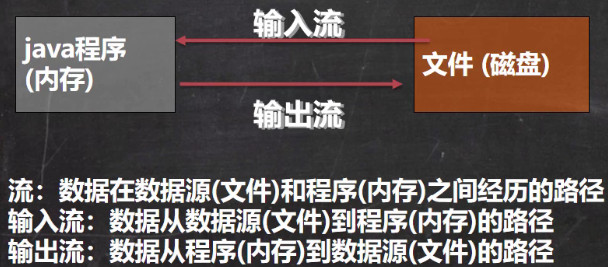 输入流
java程序
(内存)
文件 (磁盘)
输出流
流：数据在数据源(文件)和程序(内存)之间经历的路径
输入流：数据从数据源(文件)到程序(内存)的路径
输出流：数据从程序(内存)到数据源(文件)的路径